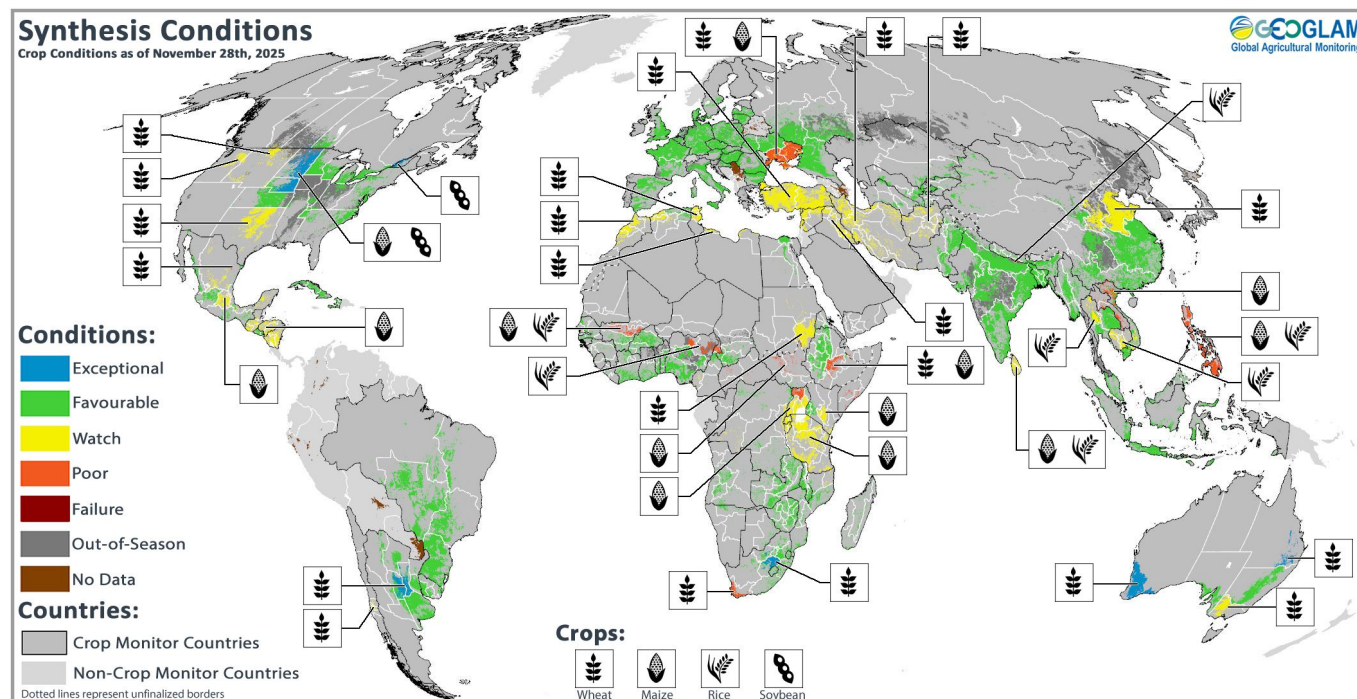 Synthesis Conditions
Crop Conditions as of November 28th, 2025
GEOGLAM
Global Agricultural Monitoring
Conditions:
Exceptional
Favourable
Watch
Poor
Failure
Out-of-Season
No Data
Countries:
Crop Monitor Countries
Non-Crop Monitor Countries
Dotted lines represent unfinalized borders
Crops:
Wheat
Maize
Rice
Soybean